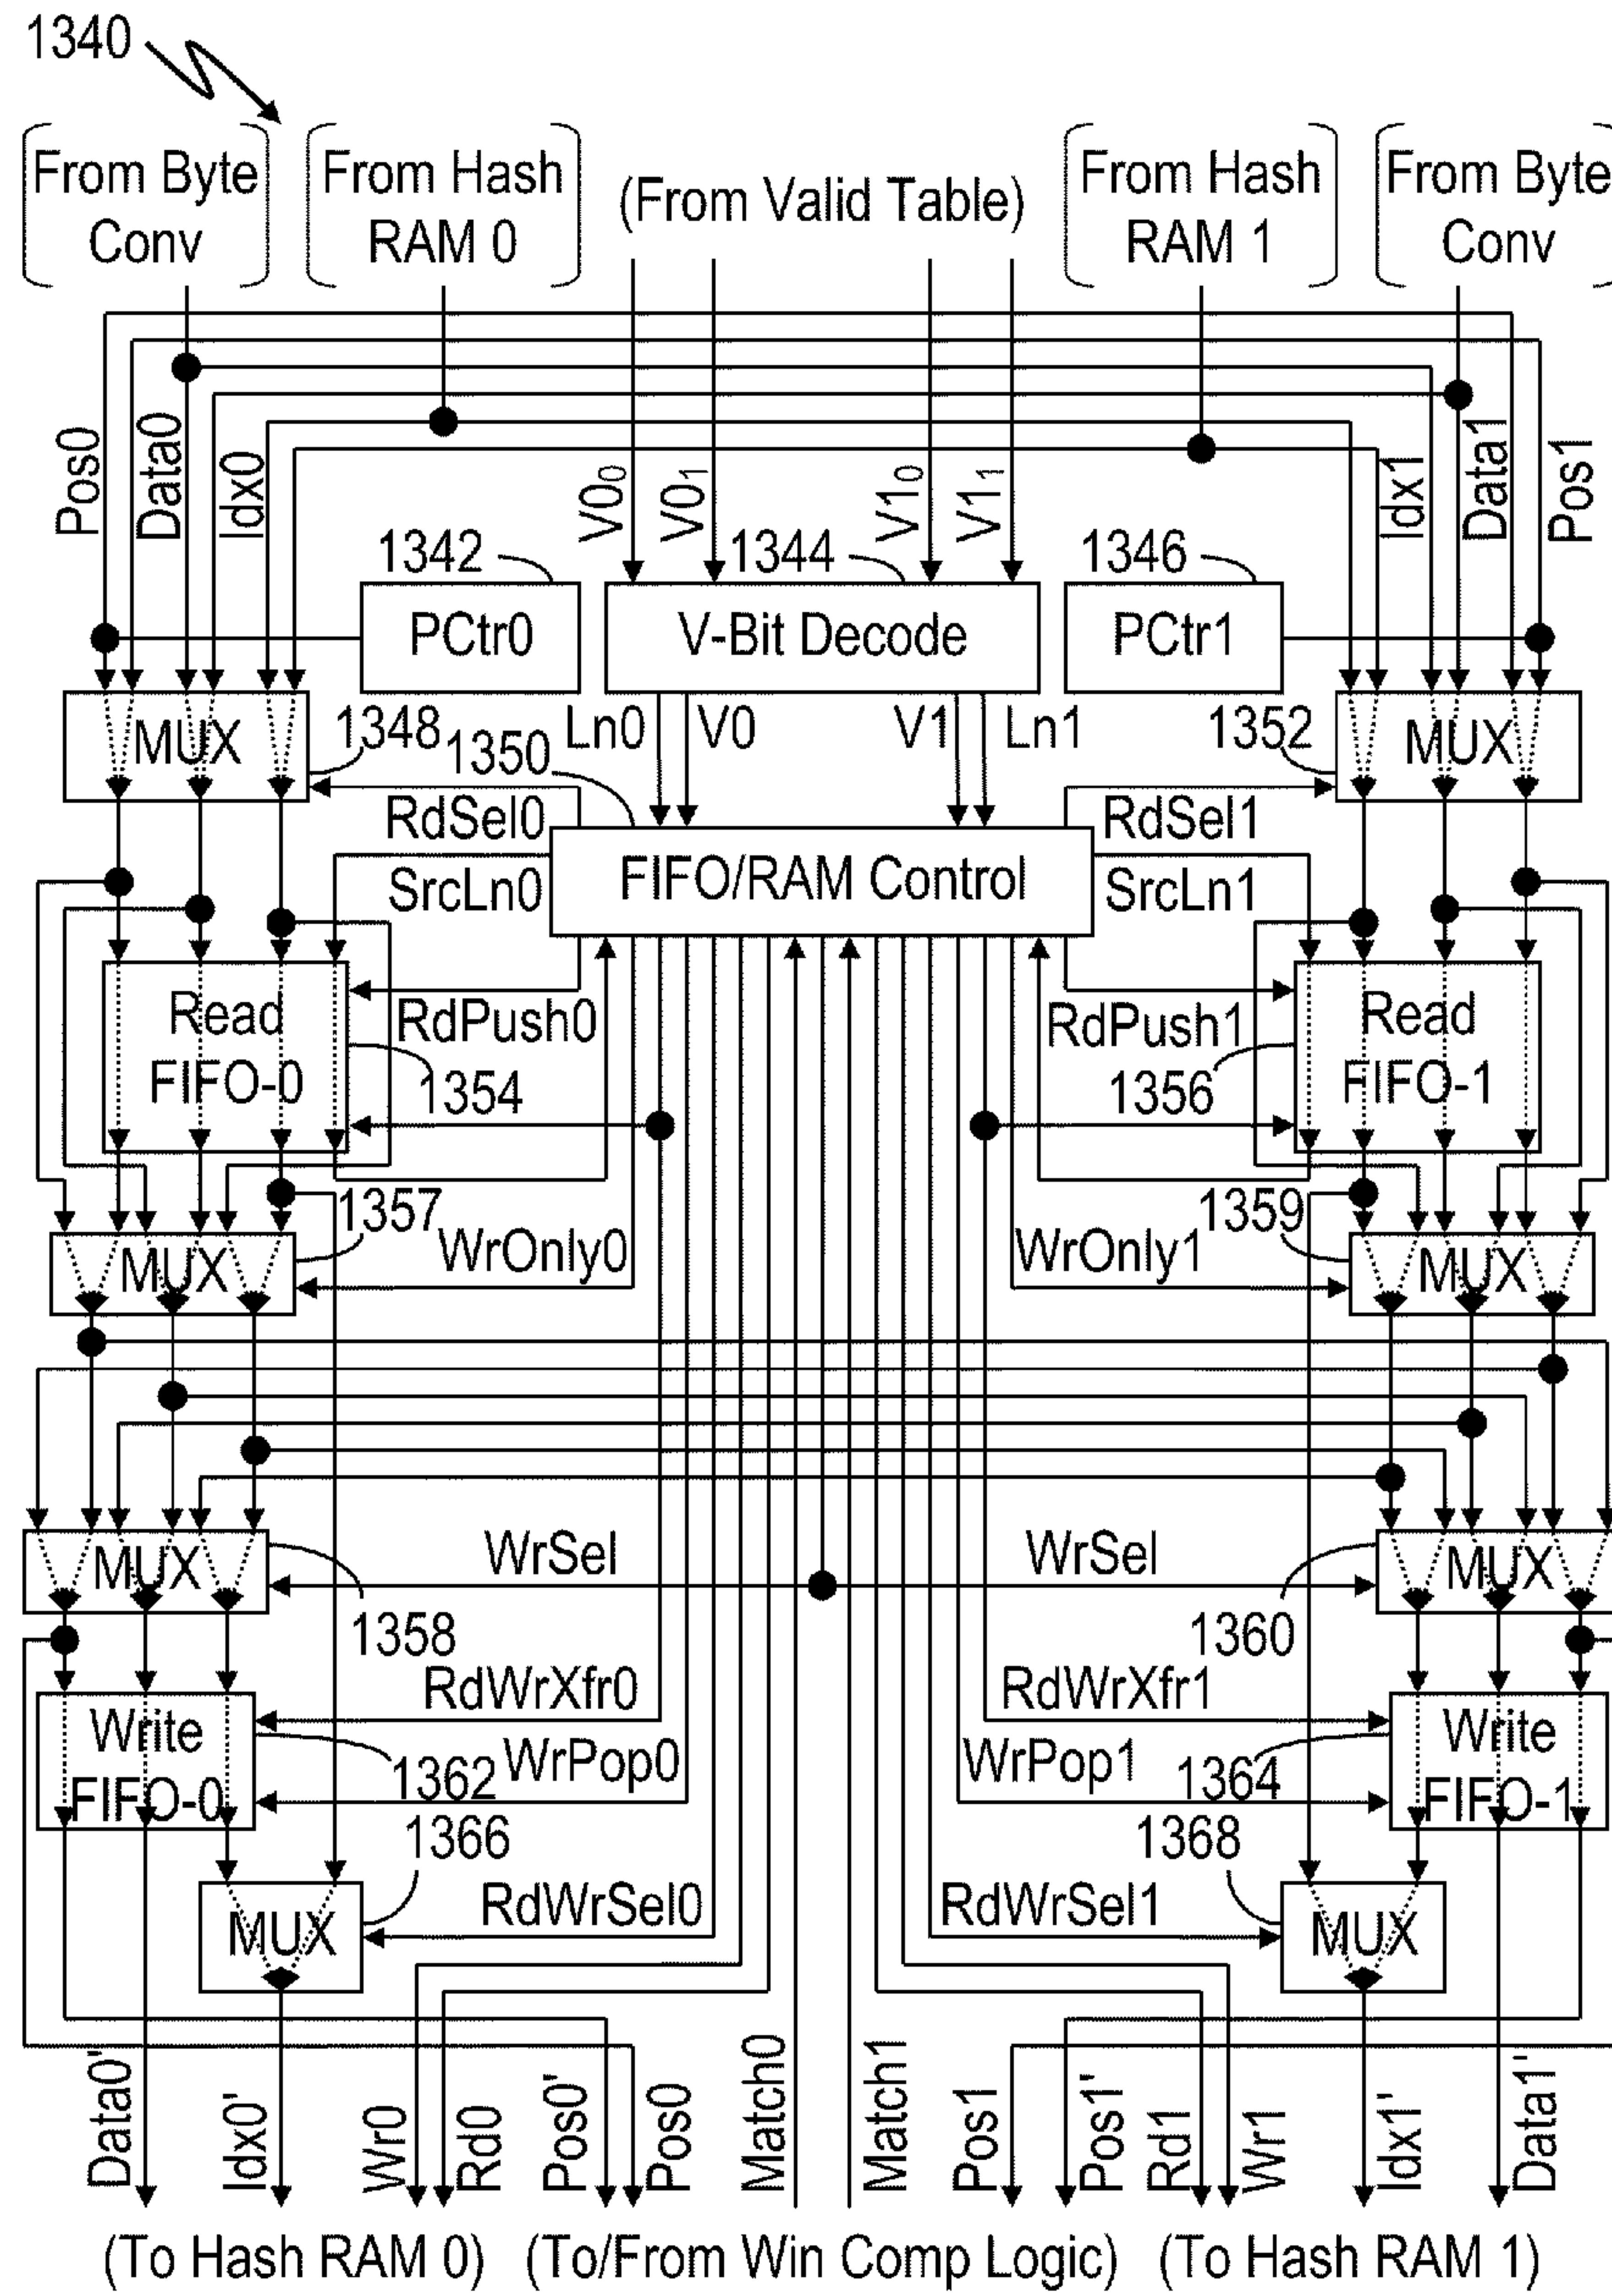 1340
From Byte
Conv
From Hash
RAM 0
(From Valid Table)
From Hash
RAM 1
From Byte
Conv
Pos0
Data0
Idx0
V0₀
V0₁
V1₀
V1₁
Idx1
Data1
Pos1
1342
1344
1346
PCtr0
V-Bit Decode
PCtr1
MUX
1348
1350
Ln0
V0
V1
Ln1
1352
MUX
RdSel0
RdSel1
SrcLn0
FIFO/RAM Control
SrcLn1
Read
FIFO-0
RdPush0
RdPush1
Read
FIFO-1
1354
1356
1357
1359
MUX
WrOnly0
WrOnly1
MUX
MUX
WrSel
WrSel
MUX
1358
1360
RdWrXfr0
RdWrXfr1
Write
FIFO-0
1362
WrPop0
WrPop1
1364
Write
FIFO-1
1366
1368
MUX
RdWrSel0
RdWrSel1
MUX
Data0'
Idx0'
Wr0
Rd0
Pos0'
Pos0
Match0
Match1
Pos1
Pos1'
Rd1
Wr1
Idx1'
Data1'
(To Hash RAM 0)
(To/From Win Comp Logic)
(To Hash RAM 1)